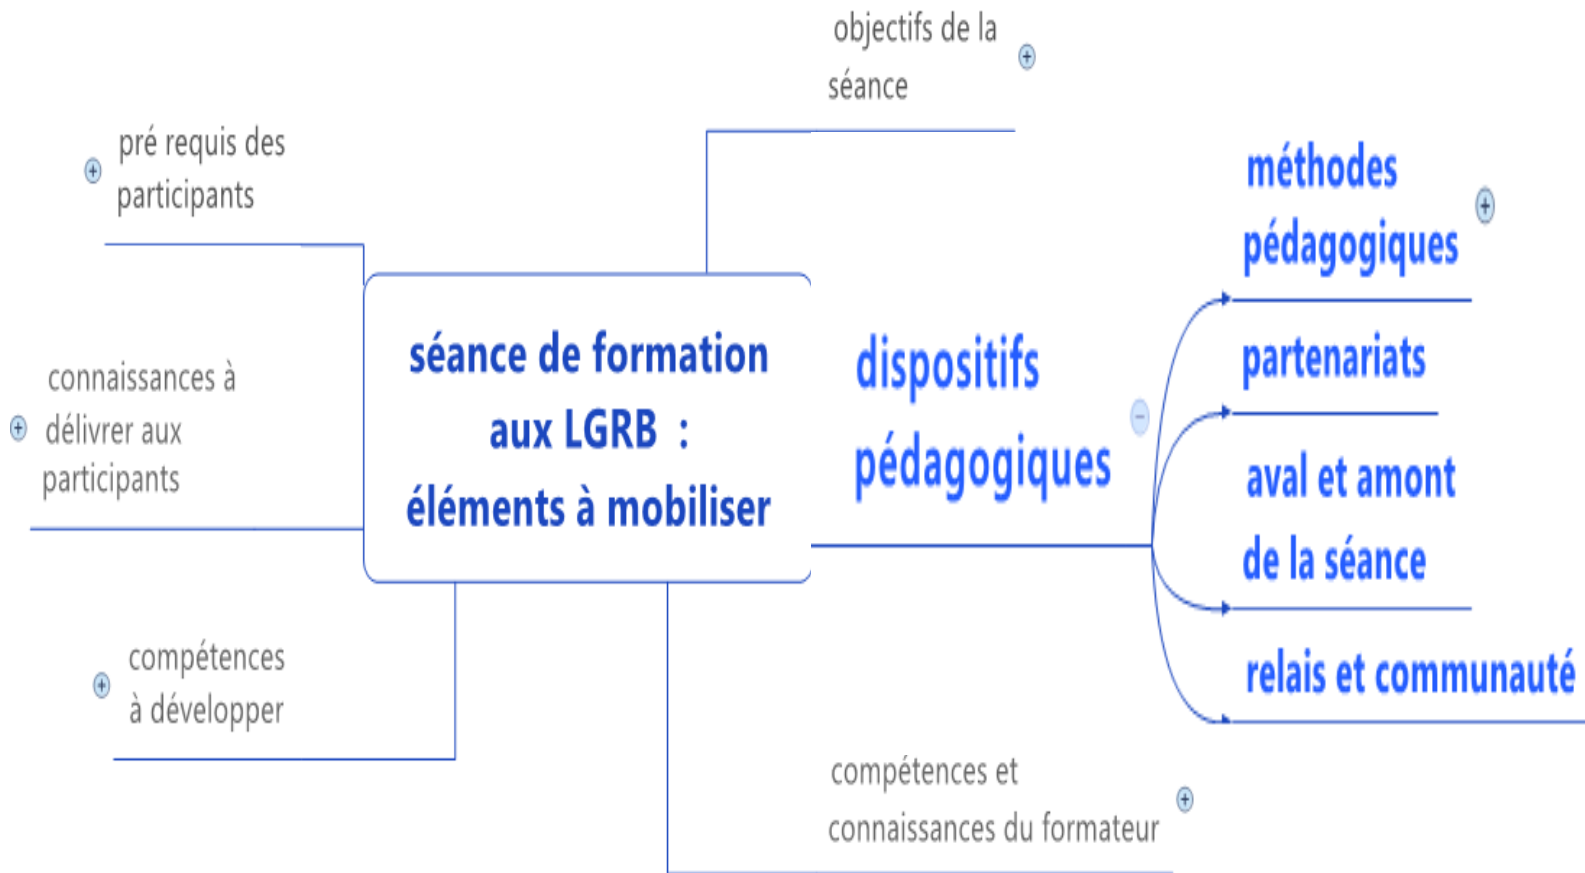 objectifs de la
séance
pré requis des
participants
connaissances à
délivrer aux
participants
compétences
à développer
séance de formation
aux LGRB :
éléments à mobiliser
dispositifs
pédagogiques
méthodes
pédagogiques
partenariats
aval et amont
de la séance
relais et communauté
compétences et
connaissances du formateur